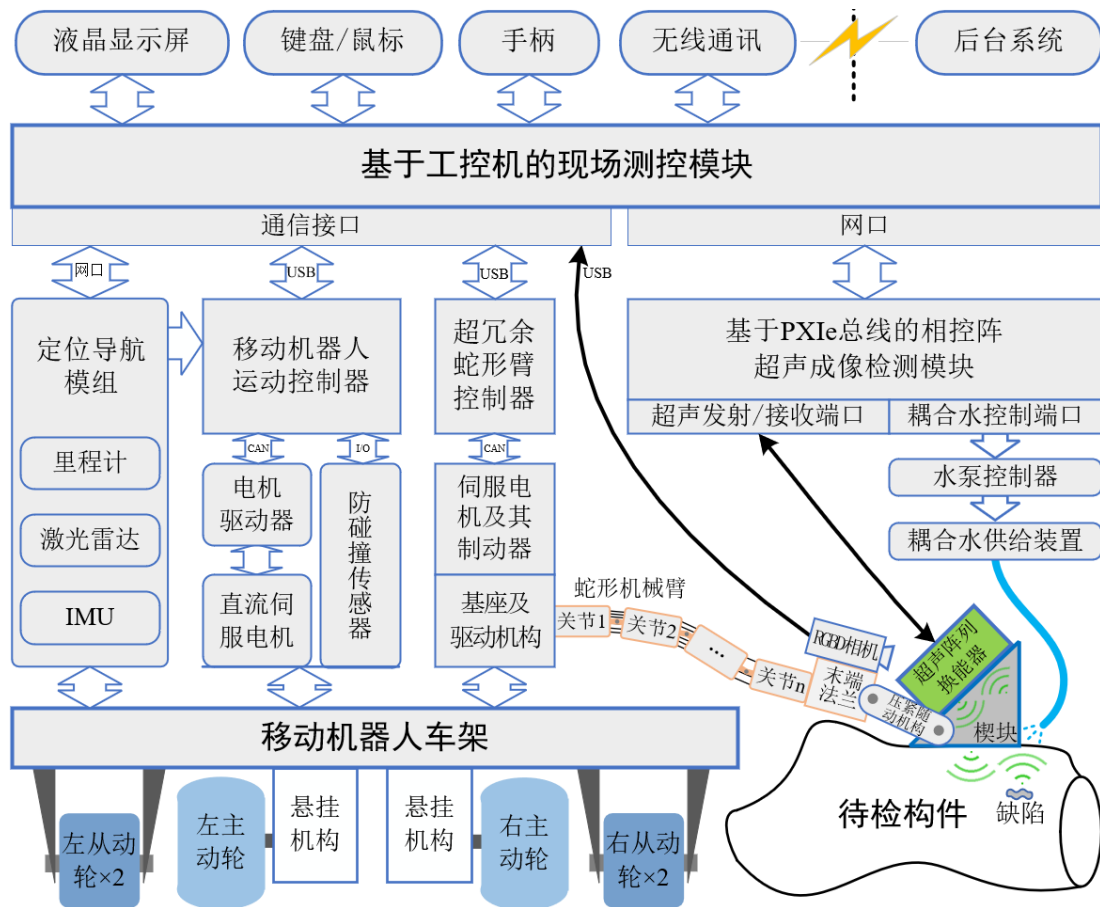 液晶显示屏
键盘/鼠标
手柄
无线通讯
后台系统
基于工控机的现场测控模块
通信接口
网口
网口
USB
USB
USB
定位导航
模组
里程计
激光雷达
IMU
移动机器人
运动控制器
CAN
I/O
电机
驱动器
直流伺
服电机
防碰撞传感器
超冗余
蛇形臂
控制器
CAN
伺服电
机及其
制动器
基座及
驱动机构
基于PXIe总线的相控阵
超声成像检测模块
超声发射/接收端口
耦合水控制端口
水泵控制器
耦合水供给装置
蛇形机械臂
关节1
关节2
...
关节n
RGBD相机
末端
法兰
压紧随
动机构
超声阵列
换能器
楔块
待检构件
缺陷
移动机器人车架
左从动
轮×2
左主
动轮
悬挂
机构
悬挂
机构
右主
动轮
右从动
轮×2